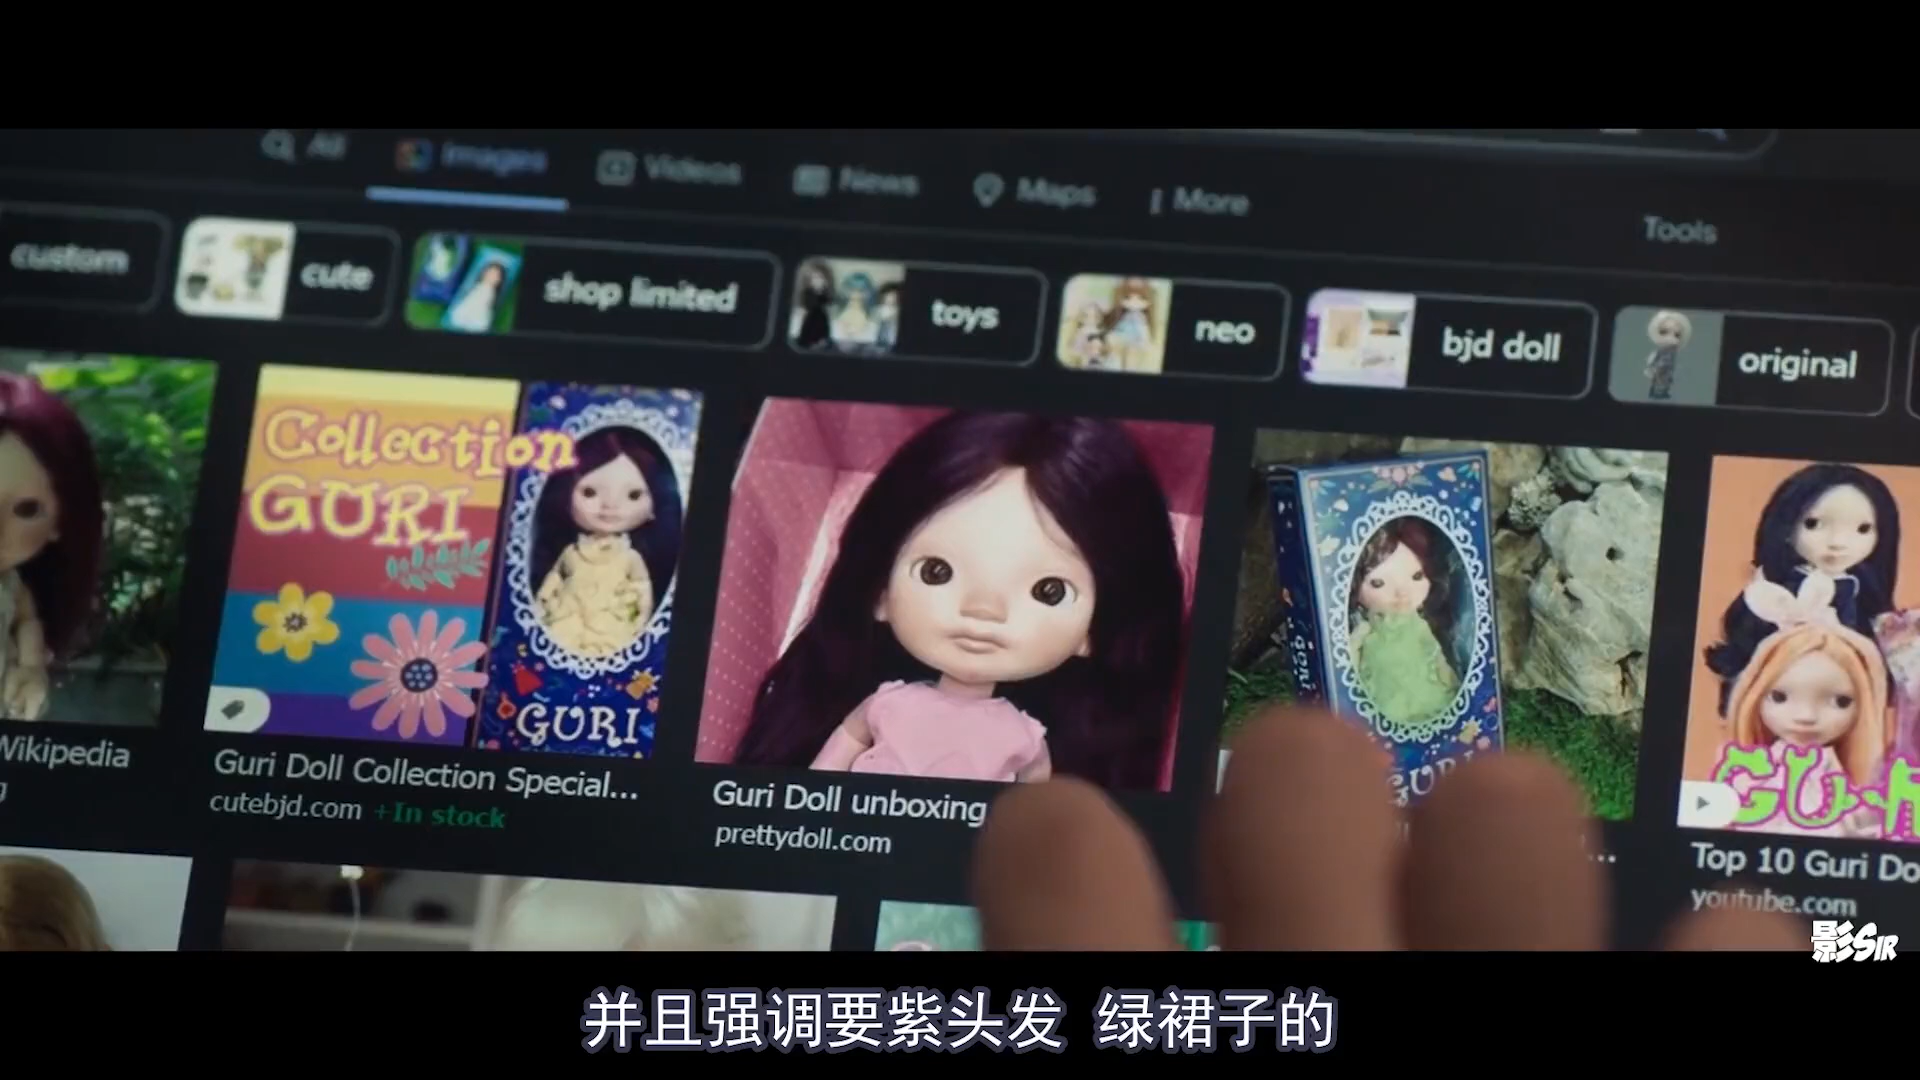 All
Images
Videos
News
Maps
More
Tools
custom
cute
shop limited
toys
neo
bjd doll
original
Collection
GURI
GURI
Wikipedia
Guri Doll Collection Special...
cutebjd.com +In stock
Guri Doll unboxing
prettydoll.com
...
Top 10 Guri Do
youtube.com
影SIR
并且强调要紫头发 绿裙子的